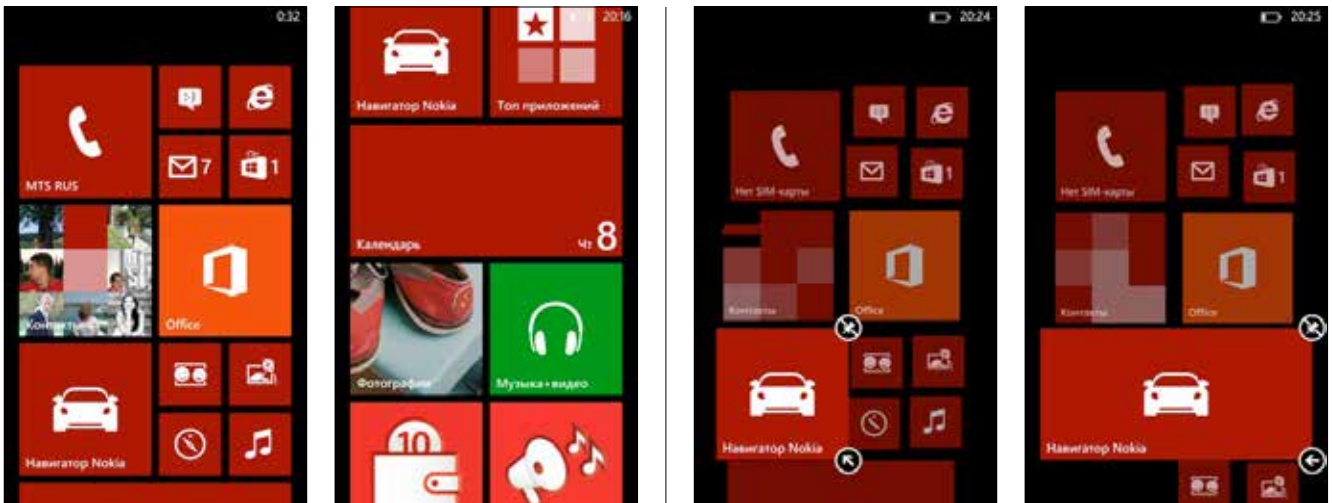 0:32
MTS RUS
7
1
Контакты
Office
Навигатор Nokia
20:16
Навигатор Nokia
Топ приложений
Календарь
Чт 8
Фотографии
Музыка+видео
10
20:24
Нет SIM-карты
1
Контакты
Office
Навигатор Nokia
20:25
Нет SIM-карты
1
Контакты
Office
Навигатор Nokia